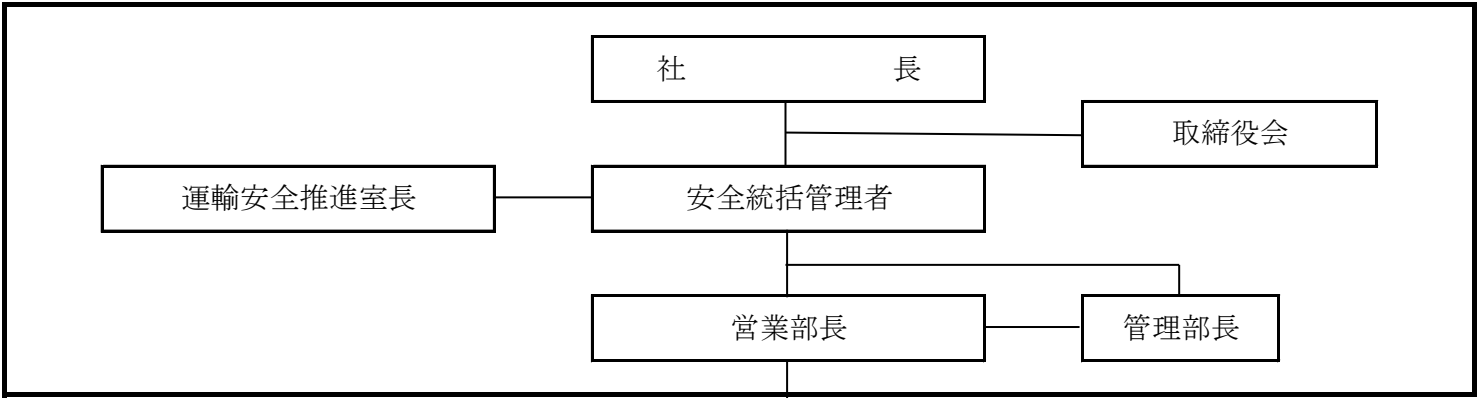 社　　　　　長
取締役会
運輸安全推進室長
安全統括管理者
営業部長
管理部長